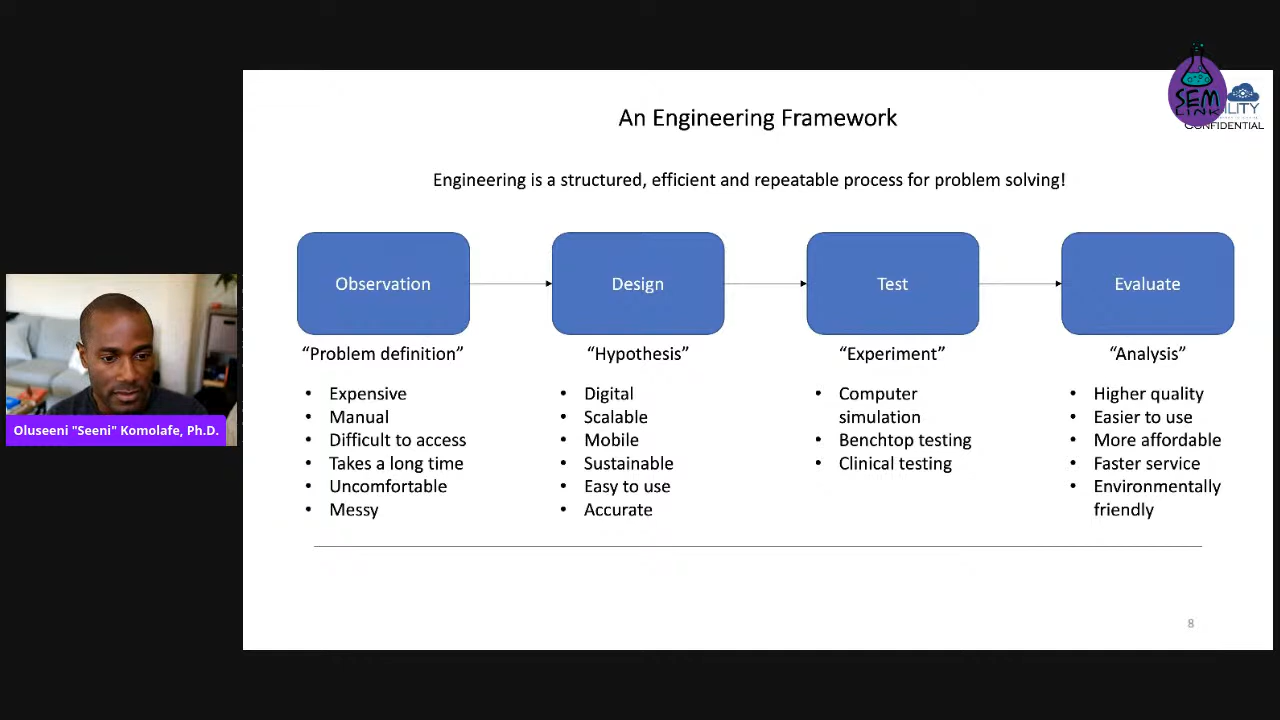 An Engineering Framework
SEM
LINK
ILITY
CONFIDENTIAL
Engineering is a structured, efficient and repeatable process for problem solving!
Observation
Design
Test
Evaluate
“Problem definition”
“Hypothesis”
“Experiment”
“Analysis”
• Expensive
• Manual
• Difficult to access
• Takes a long time
• Uncomfortable
• Messy
• Digital
• Scalable
• Mobile
• Sustainable
• Easy to use
• Accurate
• Computer
simulation
• Benchtop testing
• Clinical testing
• Higher quality
• Easier to use
• More affordable
• Faster service
• Environmentally
friendly
Oluseeni "Seeni" Komolafe, Ph.D.
8